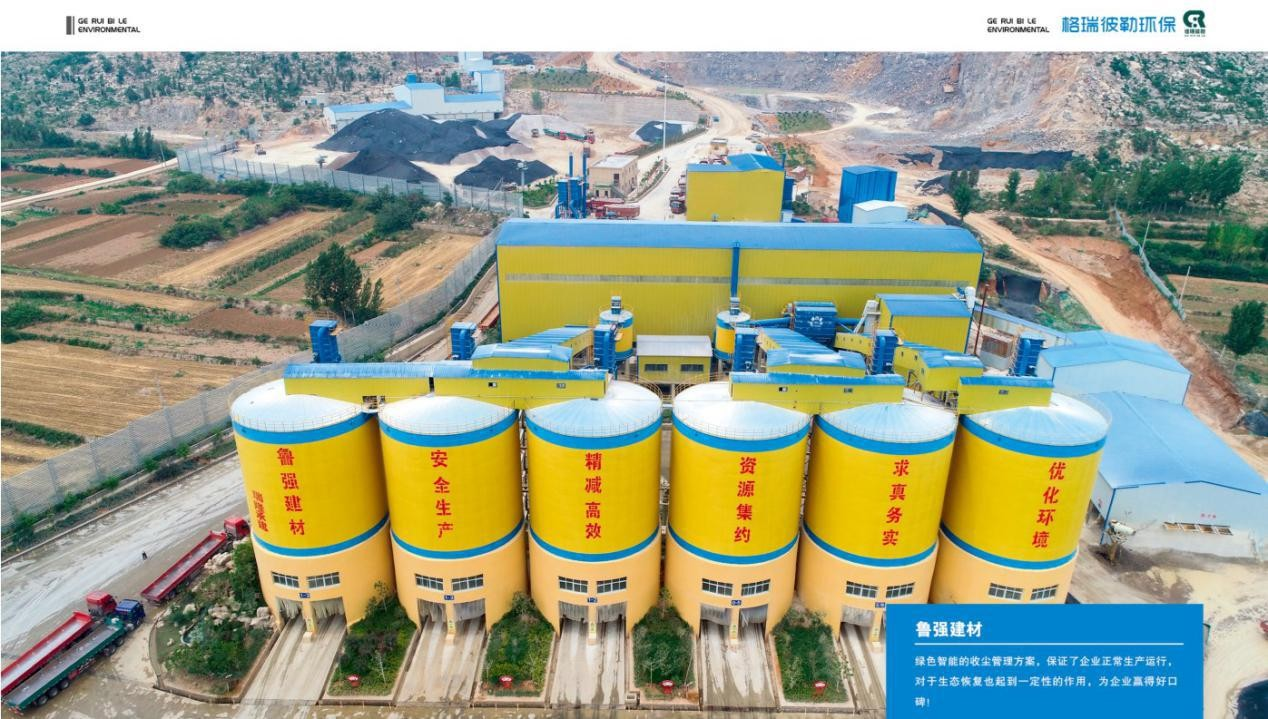 GE RUI BI LE
ENVIRONMENTAL
GE RUI BI LE
ENVIRONMENTAL
格瑞彼勒环保
鲁强建材
安全生产
精减高效
资源集约
求真务实
优化环境
鲁强建材
绿色智能的收尘管理方案，保证了企业正常生产运行，
对于生态恢复也起到一定性的作用，为企业赢得好口
碑！